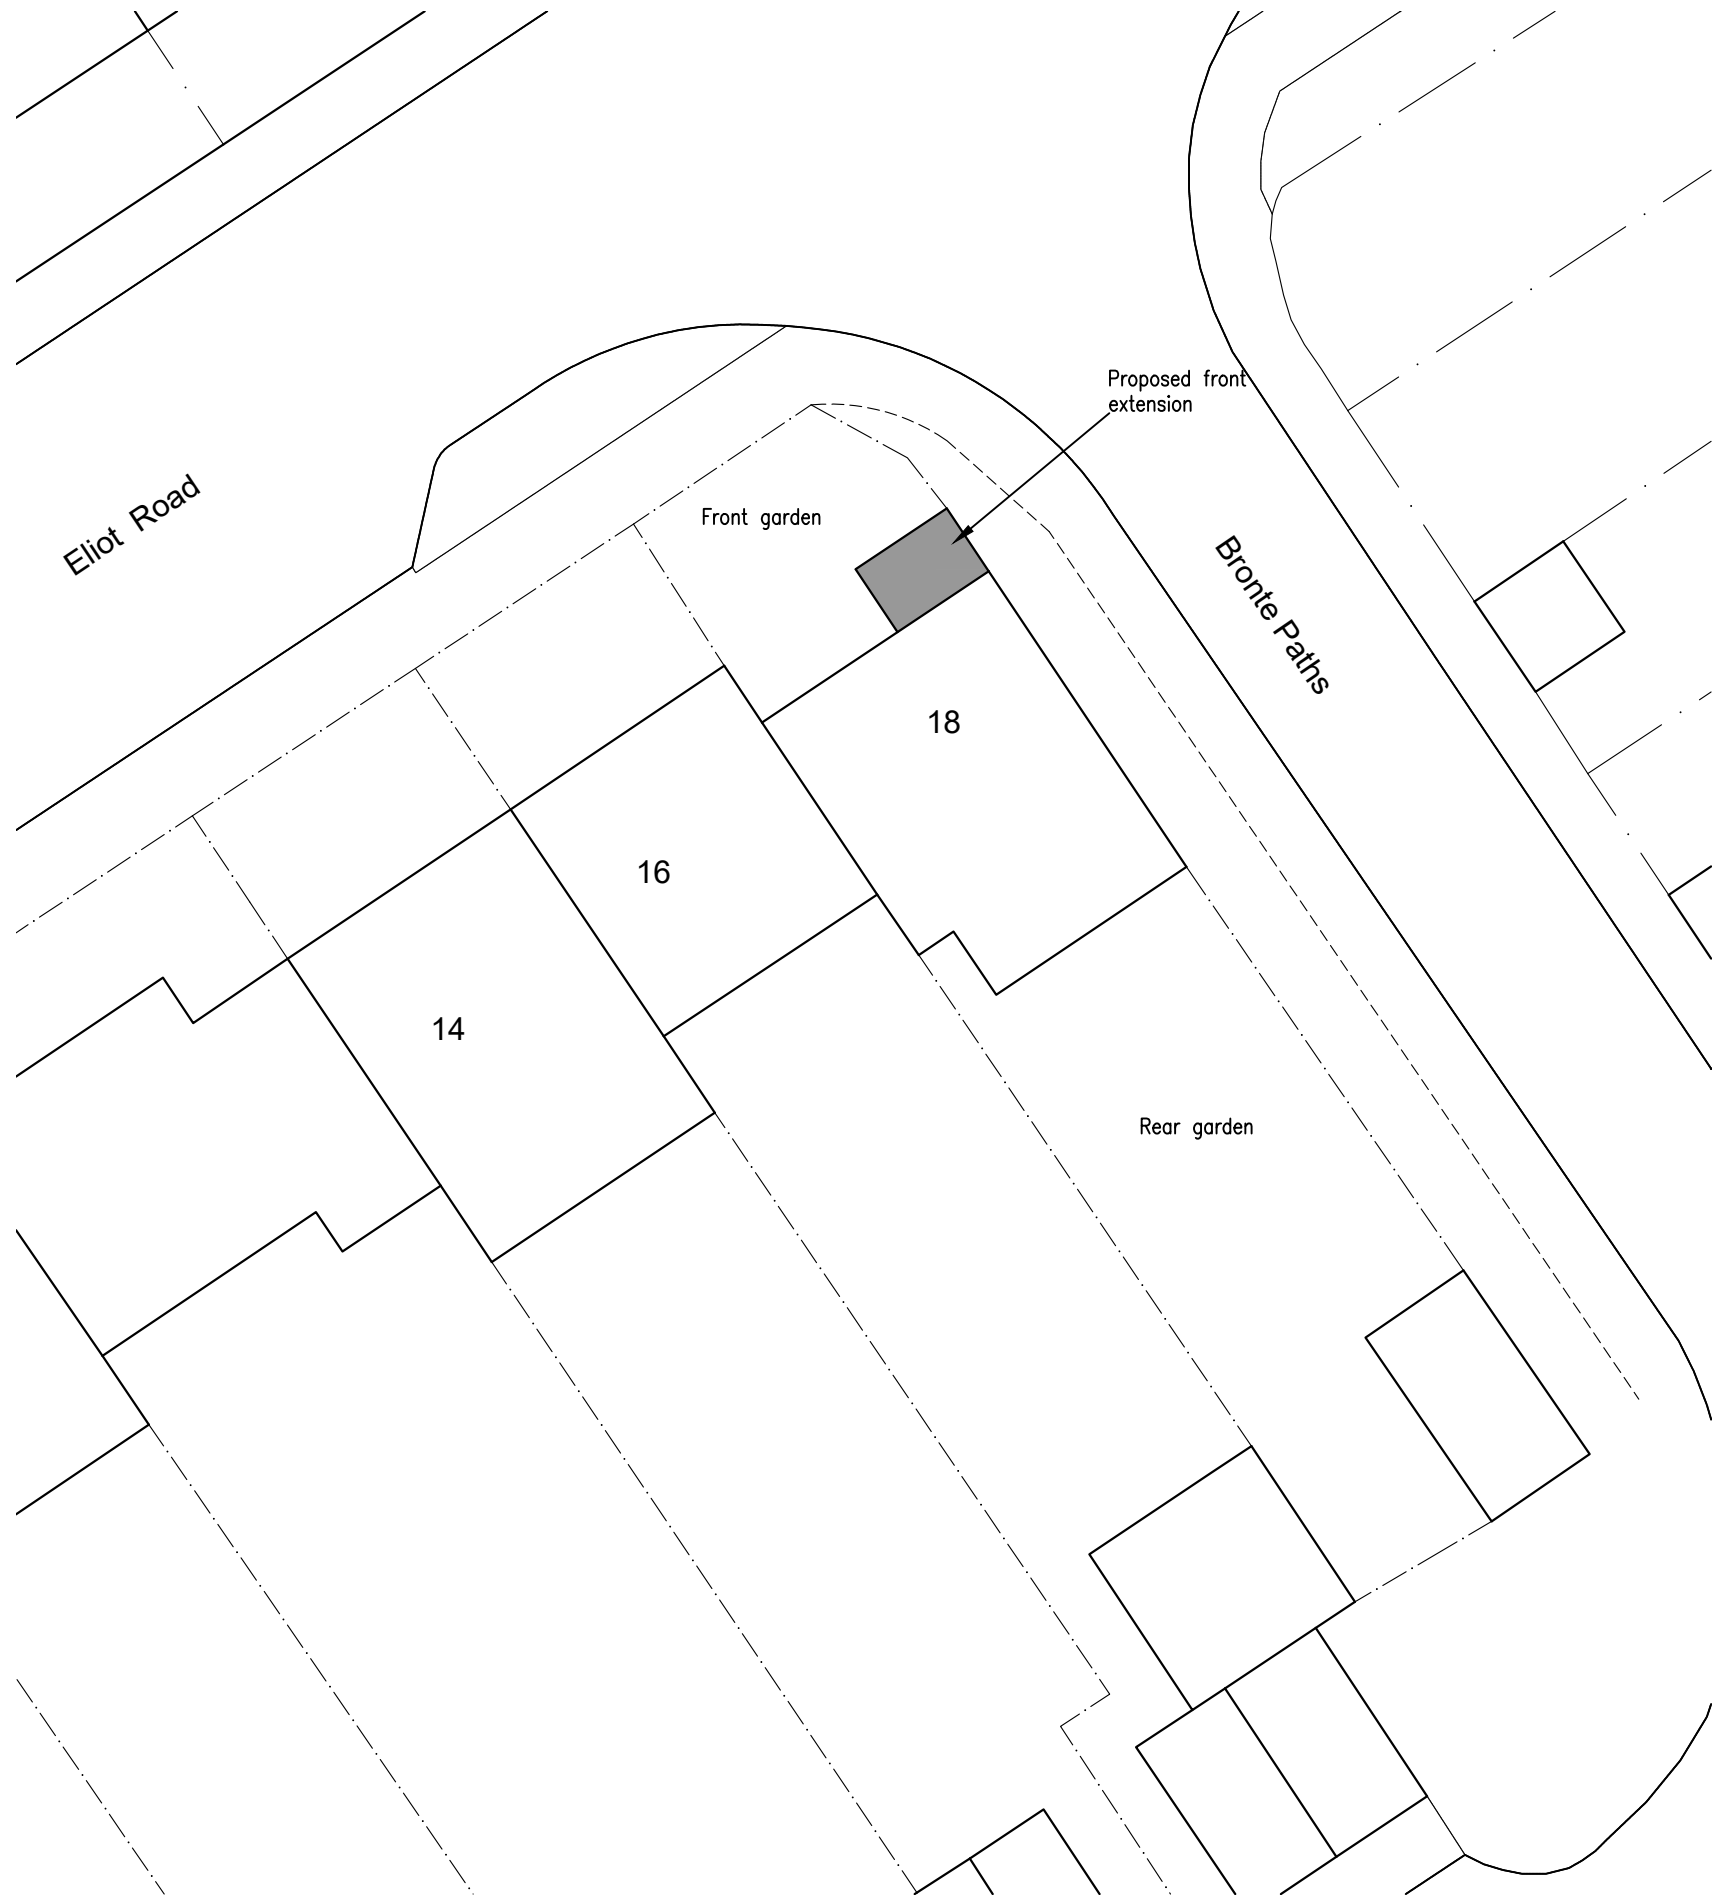 Proposed front
extension
Eliot Road
Front garden
Bronte Paths
18
16
14
Rear garden